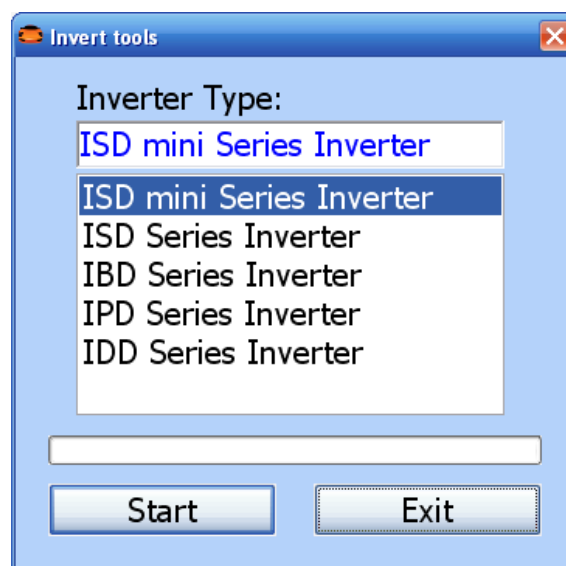 Invert tools
Inverter Type:
ISD mini Series Inverter
ISD mini Series Inverter
ISD Series Inverter
IBD Series Inverter
IPD Series Inverter
IDD Series Inverter
Start Exit